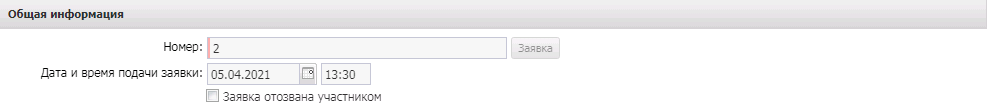 Общая информация
Номер: 2 Заявка
Дата и время подачи заявки: 05.04.2021 13:30
Заявка отозвана участником